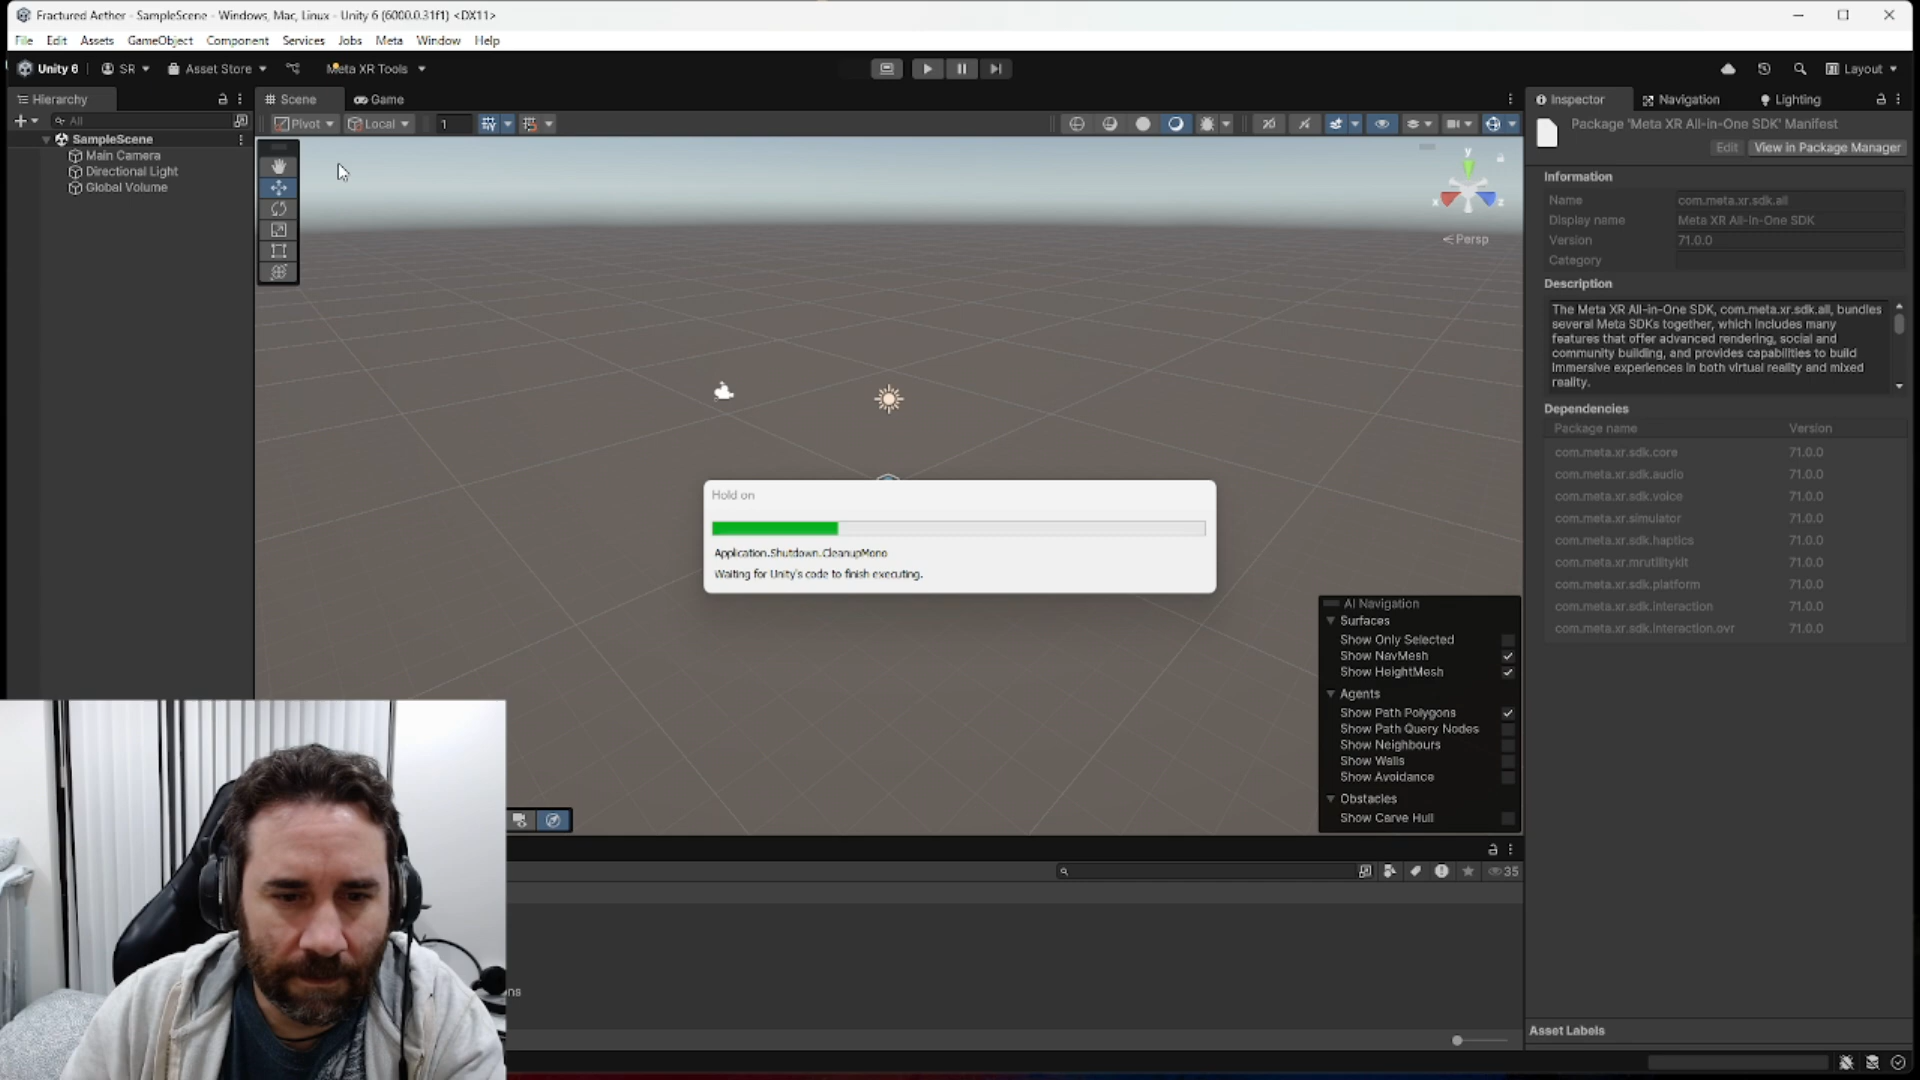 Fractured Aether - SampleScene - Windows, Mac, Linux - Unity 6 (6000.0.31f1) <DX11>
File Edit Assets GameObject Component Services Jobs Meta Window Help
Unity 6 SR Asset Store Meta XR Tools Layout
Hierarchy
All
SampleScene
Main Camera
Directional Light
Global Volume
Scene Game
Pivot Local 1
y
x z
Persp
Hold on
Application.Shutdown.CleanupMono
Waiting for Unity's code to finish executing.
AI Navigation
Surfaces
Show Only Selected
Show NavMesh
Show HeightMesh
Agents
Show Path Polygons
Show Path Query Nodes
Show Neighbours
Show Walls
Show Avoidance
Obstacles
Show Carve Hull
35
Inspector Navigation Lighting
Package 'Meta XR All-in-One SDK' Manifest
Edit View in Package Manager
Information
Name com.meta.xr.sdk.all
Display name Meta XR All-in-One SDK
Version 71.0.0
Category
Description
The Meta XR All-in-One SDK, com.meta.xr.sdk.all, bundles
several Meta SDKs together, which includes many
features that offer advanced rendering, social and
community building, and provides capabilities to build
immersive experiences in both virtual reality and mixed
reality.
Dependencies
Package name Version
com.meta.xr.sdk.core 71.0.0
com.meta.xr.sdk.audio 71.0.0
com.meta.xr.sdk.voice 71.0.0
com.meta.xr.simulator 71.0.0
com.meta.xr.sdk.haptics 71.0.0
com.meta.xr.mrutilitykit 71.0.0
com.meta.xr.sdk.platform 71.0.0
com.meta.xr.sdk.interaction 71.0.0
com.meta.xr.sdk.interaction.ovr 71.0.0
Asset Labels